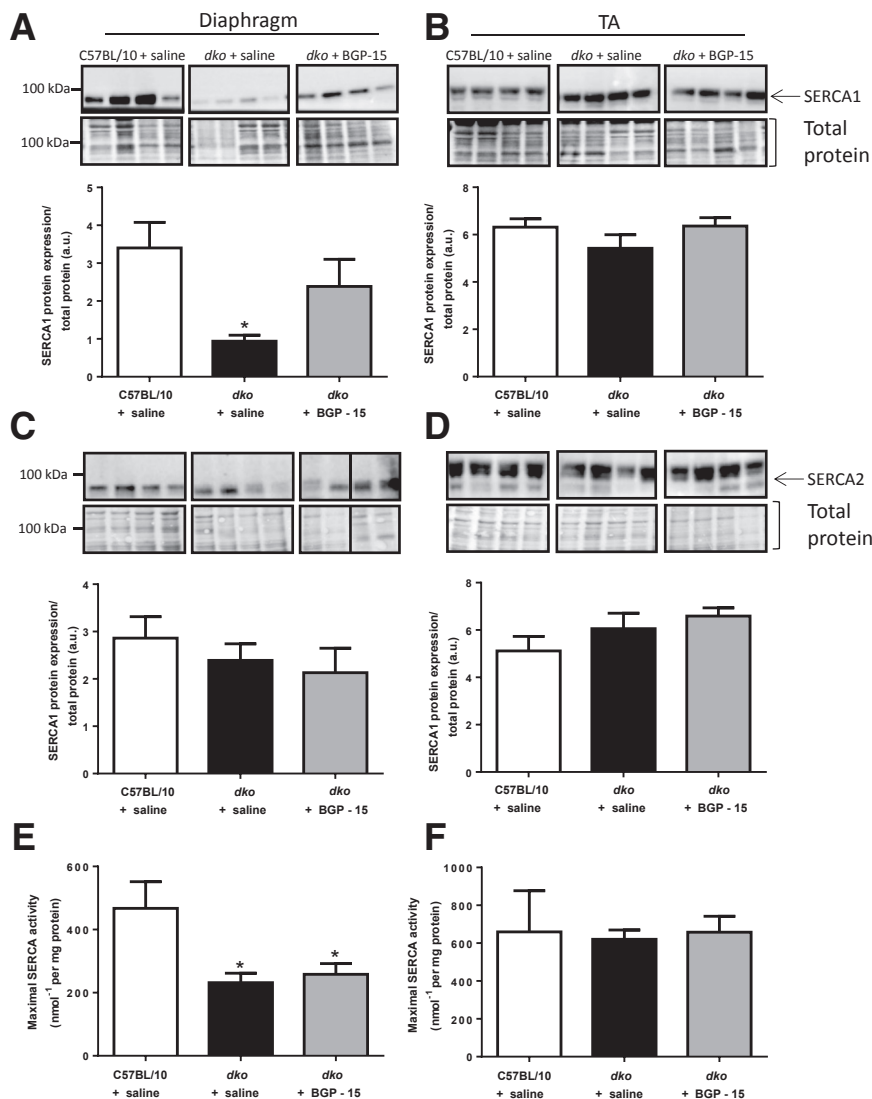 Diaphragm
TA
A
B
C57BL/10 + saline
dko + saline
dko + BGP-15
C57BL/10 + saline
dko + saline
dko + BGP-15
100 kDa
SERCA1
100 kDa
Total
protein
SERCA1 protein expression/
total protein (a.u.)
5
4
3
2
1
0
*
C57BL/10
+ saline
dko
+ saline
dko
+ BGP - 15
SERCA1 protein expression/
total protein (a.u.)
8
6
4
2
0
C57BL/10
+ saline
dko
+ saline
dko
+ BGP - 15
C
D
100 kDa
SERCA2
100 kDa
Total
protein
SERCA1 protein expression/
total protein (a.u.)
4
3
2
1
0
C57BL/10
+ saline
dko
+ saline
dko
+ BGP - 15
SERCA1 protein expression/
total protein (a.u.)
8
6
4
2
0
C57BL/10
+ saline
dko
+ saline
dko
+ BGP - 15
E
F
Maximal SERCA activity
(nmol⁻¹ per mg protein)
600
400
200
0
*
*
C57BL/10
+ saline
dko
+ saline
dko
+ BGP - 15
Maximal SERCA activity
(nmol⁻¹ per mg protein)
1000
800
600
400
200
0
C57BL/10
+ saline
dko
+ saline
dko
+ BGP - 15